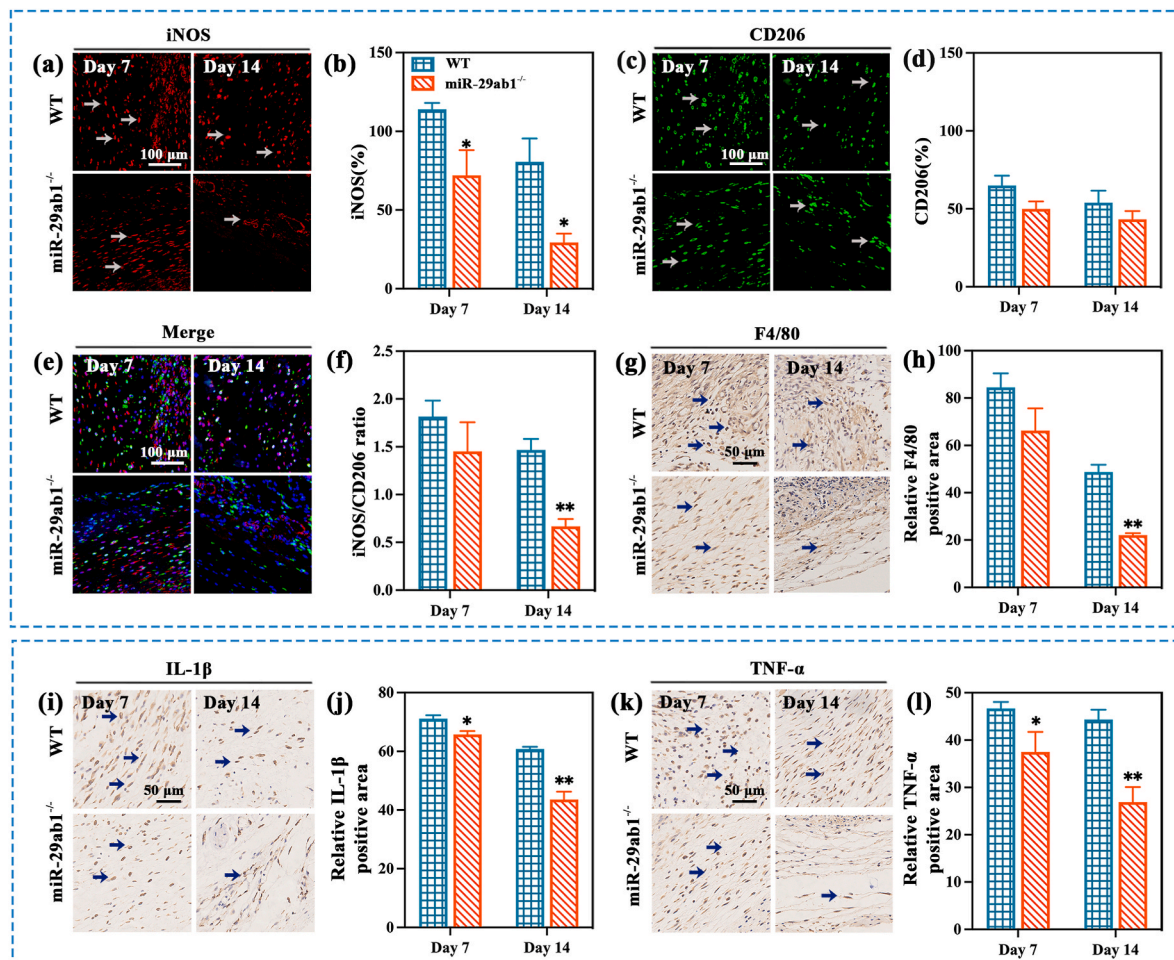 iNOS
(a)
Day 7
Day 14
WT
100 μm
miR-29ab1-/-
(b)
150
100
50
0
iNOS(%)
WT
miR-29ab1-/-
*
*
Day 7
Day 14
CD206
(c)
Day 7
Day 14
WT
100 μm
miR-29ab1-/-
(d)
150
100
50
0
CD206(%)
Day 7
Day 14
Merge
(e)
Day 7
Day 14
WT
100 μm
miR-29ab1-/-
(f)
2.5
2.0
1.5
1.0
0.5
0.0
iNOS/CD206 ratio
**
Day 7
Day 14
F4/80
(g)
Day 7
Day 14
WT
50 μm
miR-29ab1-/-
(h)
100
80
60
40
20
0
Relative F4/80
positive area
**
Day 7
Day 14
IL-1β
(i)
Day 7
Day 14
WT
50 μm
miR-29ab1-/-
(j)
80
60
40
20
0
Relative IL-1β
positive area
*
**
Day 7
Day 14
TNF-α
(k)
Day 7
Day 14
WT
50 μm
miR-29ab1-/-
(l)
50
40
30
20
10
0
Relative TNF-α
positive area
*
**
Day 7
Day 14